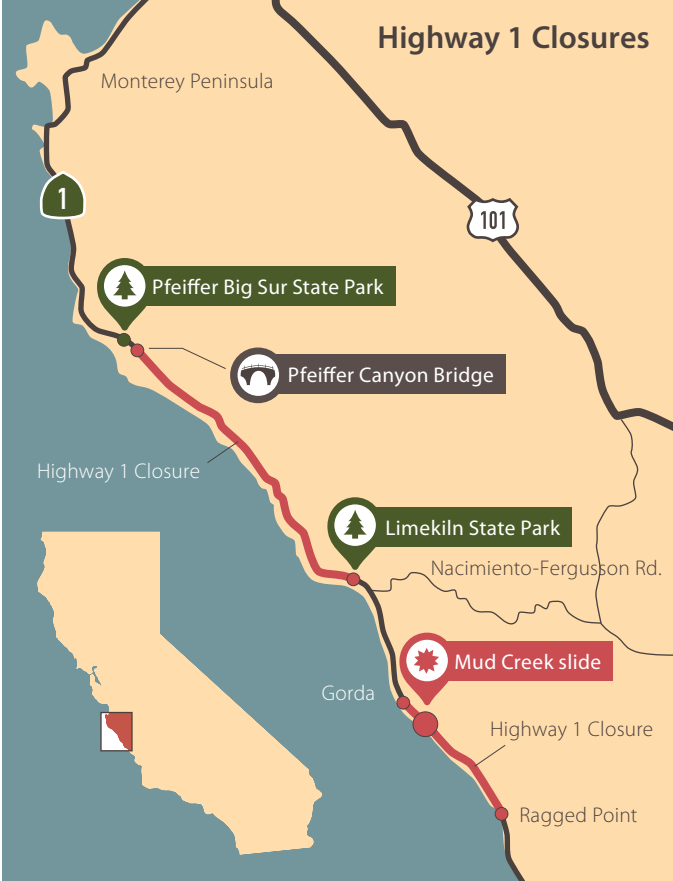 Highway 1 Closures
Monterey Peninsula
1
101
Pfeiffer Big Sur State Park
Pfeiffer Canyon Bridge
Highway 1 Closure
Limekiln State Park
Nacimiento-Fergusson Rd.
Mud Creek slide
Gorda
Highway 1 Closure
Ragged Point